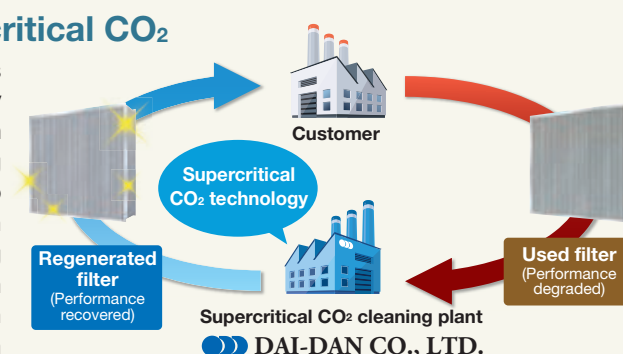 critical CO₂
Customer
Supercritical
CO₂ technology
Regenerated
filter
(Performance
recovered)
Used filter
(Performance
degraded)
Supercritical CO² cleaning plant
DAI-DAN CO., LTD.